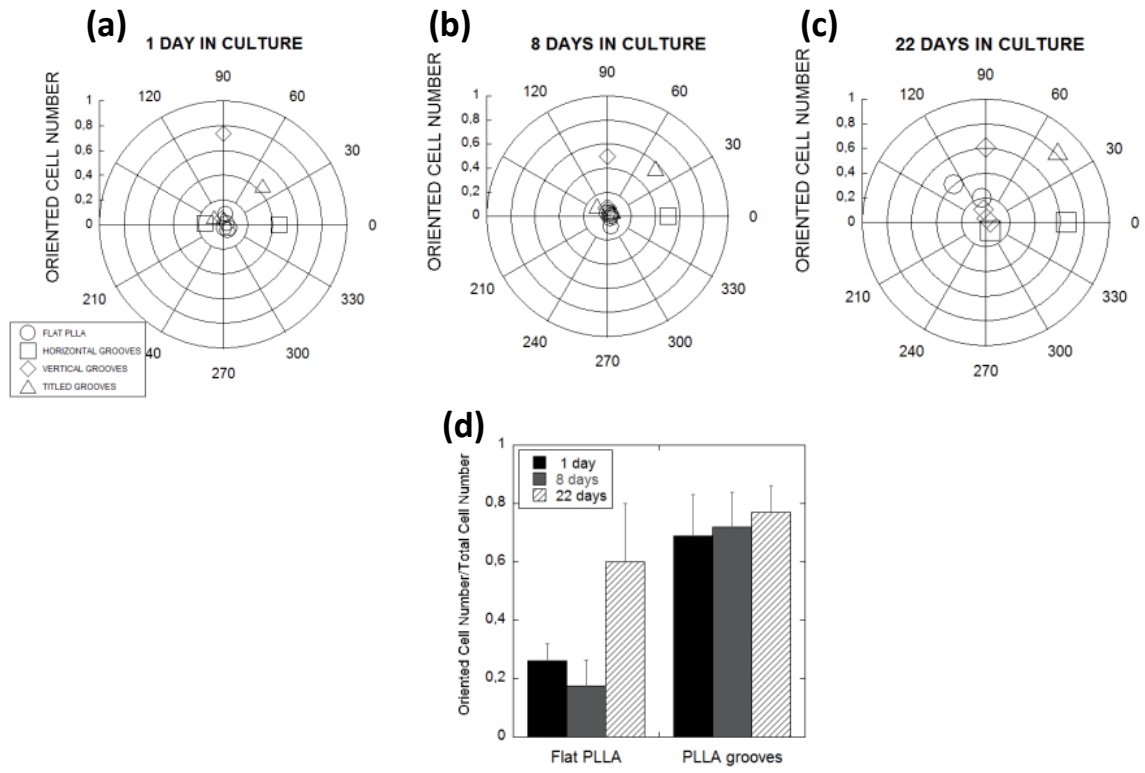 (a)
1 DAY IN CULTURE
ORIENTED CELL NUMBER
1
0,8
0,6
0,4
0,2
0
90
120
60
30
0
210
330
40
300
270
FLAT PLLA
HORIZONTAL GROOVES
VERTICAL GROOVES
TITLED GROOVES
(b)
8 DAYS IN CULTURE
ORIENTED CELL NUMBER
1
0,8
0,6
0,4
0,2
0
90
120
60
30
0
210
330
240
300
270
(c)
22 DAYS IN CULTURE
ORIENTED CELL NUMBER
1
0,8
0,6
0,4
0,2
0
90
120
60
30
0
210
330
240
300
270
(d)
Oriented Cell Number/Total Cell Number
1
0,8
0,6
0,4
0,2
0
1 day
8 days
22 days
Flat PLLA
PLLA grooves